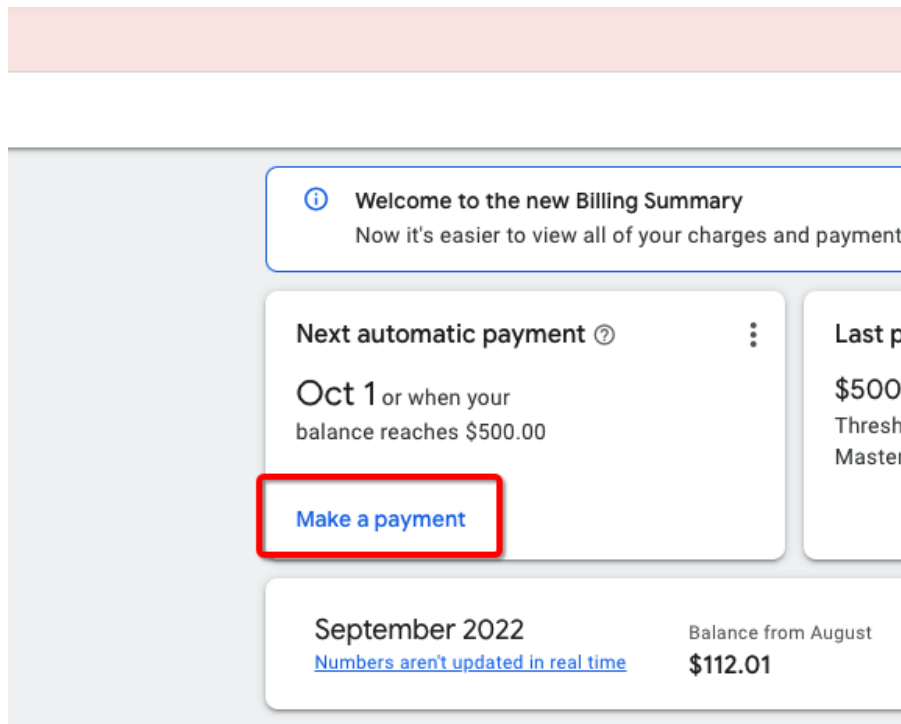 Welcome to the new Billing Summary
Now it's easier to view all of your charges and payment
Next automatic payment
Oct 1 or when your
balance reaches $500.00
Make a payment
Last
$500
September 2022
Numbers aren't updated in real time
Balance from August
$112.01